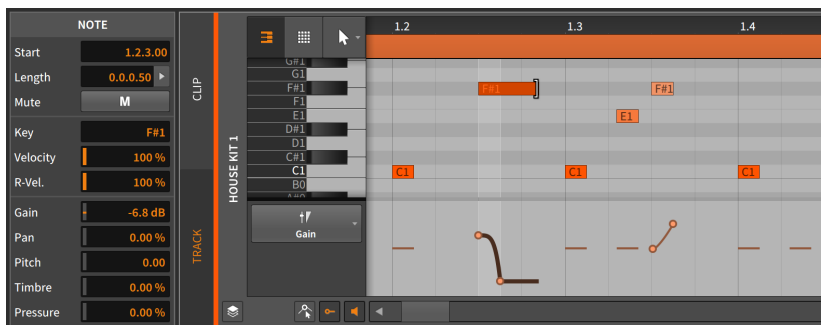 NOTE
Start 1.2.3.00
Length 0.0.0.50
Mute M
Key F#1
Velocity 100 %
R-Vel. 100 %
Gain -6.8 dB
Pan 0.00 %
Pitch 0.00
Timbre 0.00 %
Pressure 0.00 %
CLIP
TRACK
HOUSE KIT 1
1.2 1.3 1.4
G#1
G1
F#1 F#1 F#1
F1
E1 E1
D#1
D1
C#1
C1 C1 C1 C1
B0
A#0
Gain